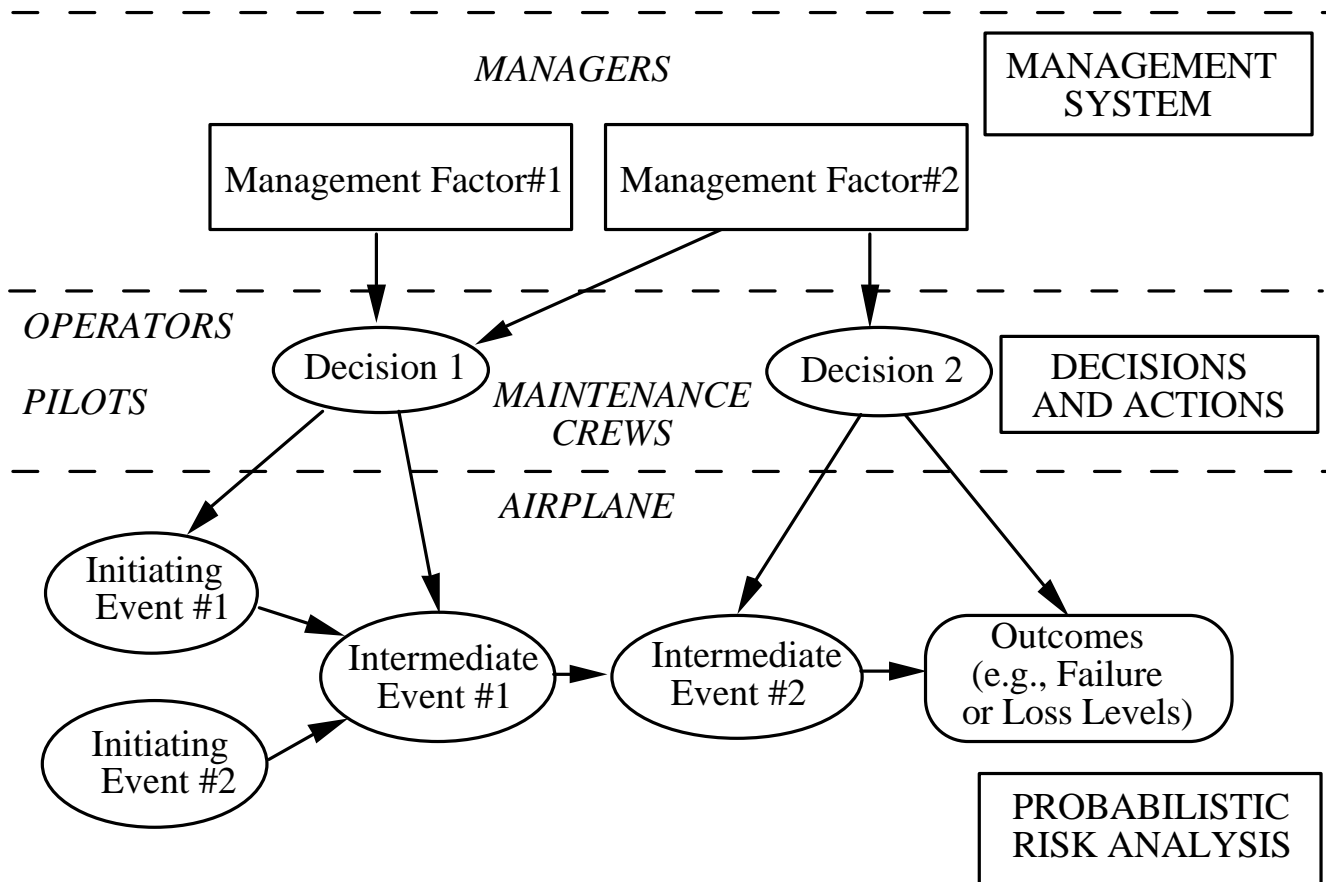 MANAGERS
MANAGEMENT
SYSTEM
Management Factor#1
Management Factor#2
OPERATORS
PILOTS
Decision 1
MAINTENANCE
CREWS
Decision 2
DECISIONS
AND ACTIONS
AIRPLANE
Initiating
Event #1
Initiating
Event #2
Intermediate
Event #1
Intermediate
Event #2
Outcomes
(e.g., Failure
or Loss Levels)
PROBABILISTIC
RISK ANALYSIS